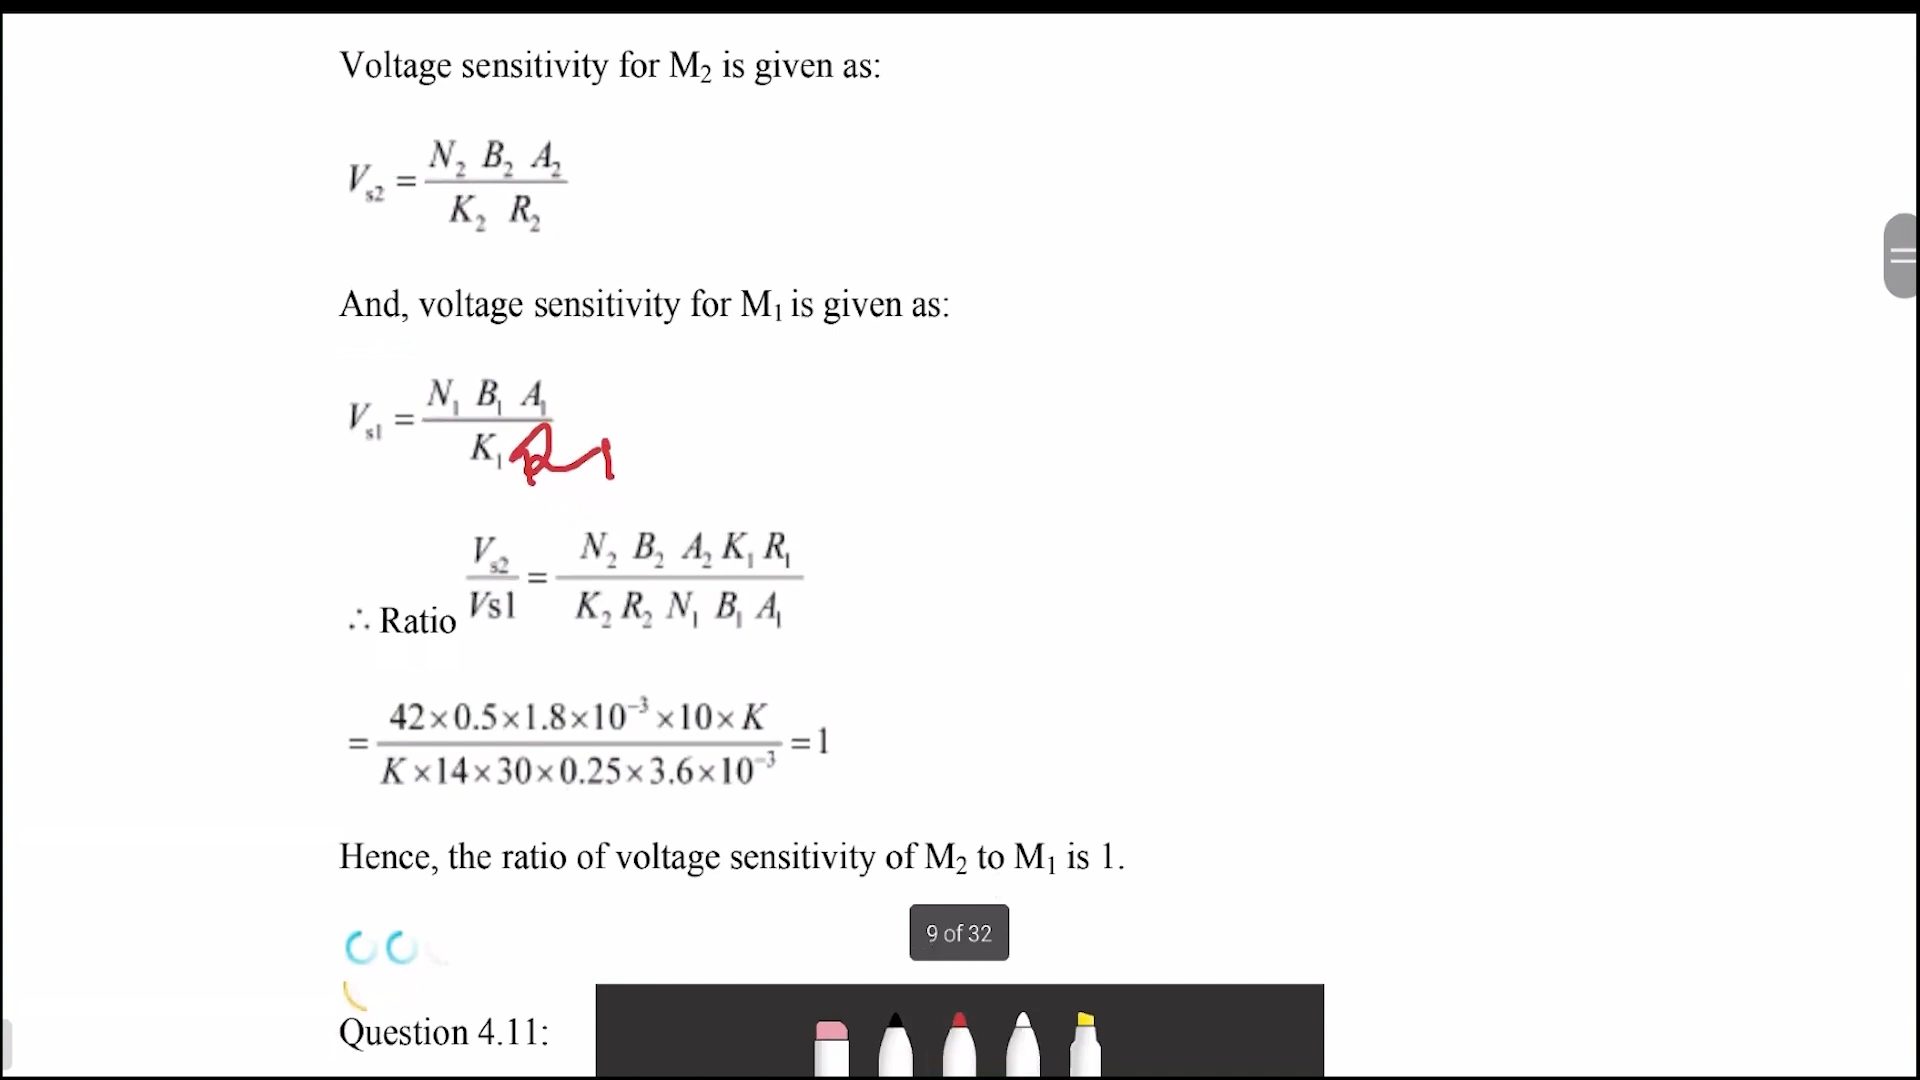 Voltage sensitivity for M₂ is given as:
V_s2 = N₂ B₂ A₂ / K₂ R₂
And, voltage sensitivity for M₁ is given as:
V_s1 = N₁ B₁ A₁ / K₁ R₁
∴ Ratio V_s2 / Vs1 = N₂ B₂ A₂ K₁ R₁ / K₂ R₂ N₁ B₁ A₁
= 42×0.5×1.8×10⁻³×10×K / K×14×30×0.25×3.6×10⁻³ = 1
Hence, the ratio of voltage sensitivity of M₂ to M₁ is 1.
9 of 32
Question 4.11: